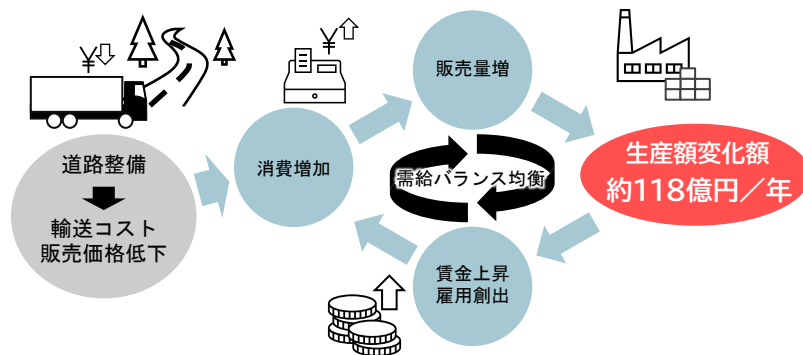 ¥
¥
販売量増
道路整備
輸送コスト
販売価格低下
消費増加
需給バランス均衡
生産額変化額
約118億円／年
賃金上昇
雇用創出